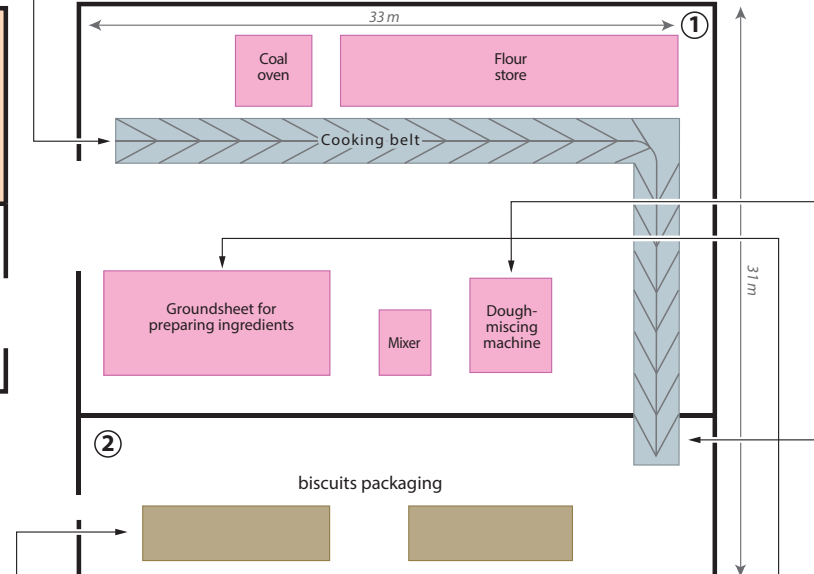 33 m
1
Coal
oven
Flour
store
Cooking belt
31 m
Groundsheet for
preparing ingredients
Mixer
Dough-
miscing
machine
2
biscuits packaging